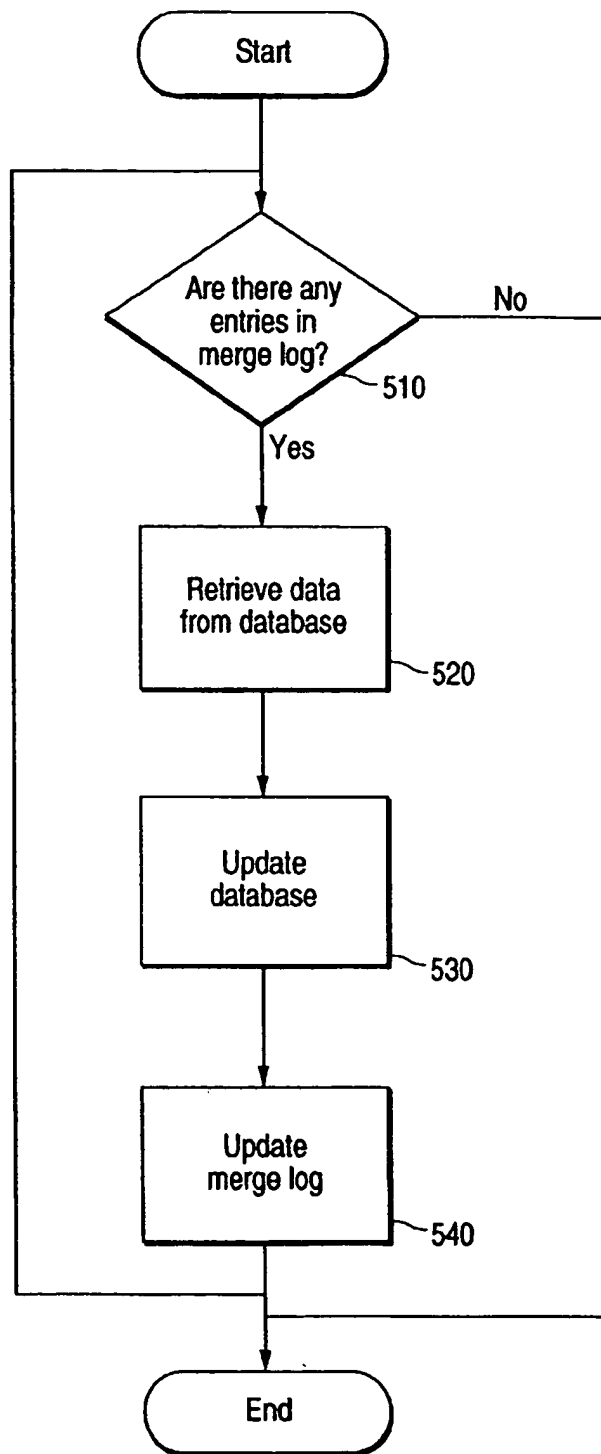 Start
Are there any
entries in
merge log?
No
510
Yes
Retrieve data
from database
520
Update
database
530
Update
merge log
540
End